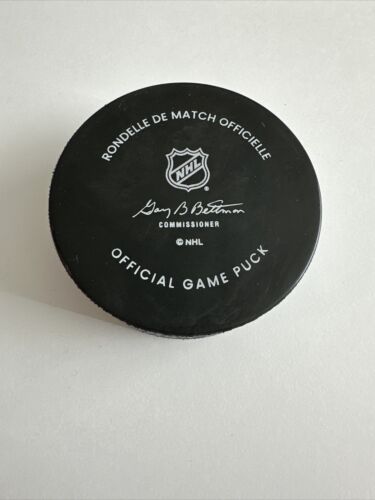 RONDELLE DE MATCH OFFICIELLE
NHL
Gary B Bettman
COMMISSIONER
© NHL
OFFICIAL GAME PUCK